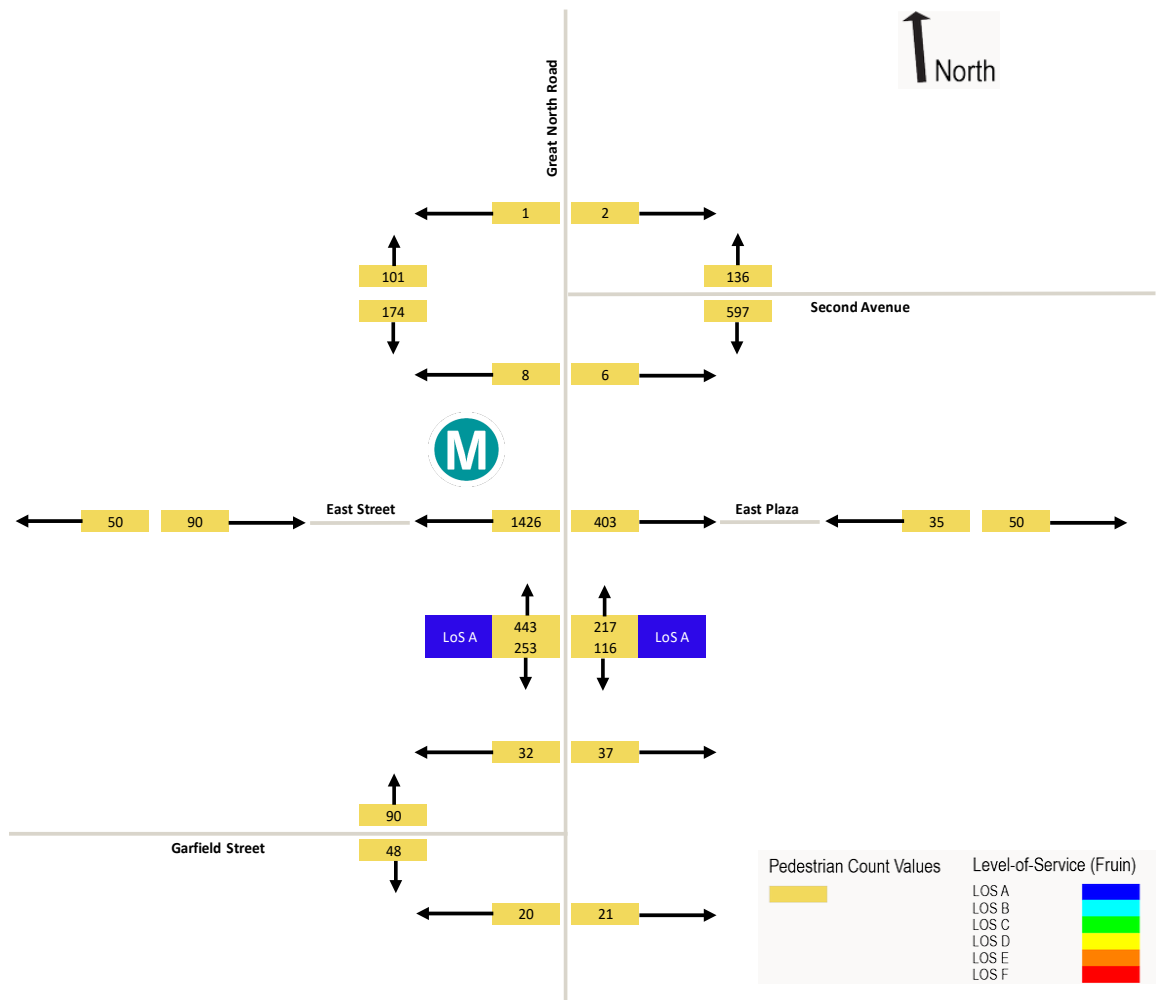 Great North Road
North
1
2
101
136
174
597
Second Avenue
8
6
M
50
90
East Street
1426
403
East Plaza
35
50
LoS A
443
253
217
116
LoS A
32
37
90
Garfield Street
48
20
21
Pedestrian Count Values
Level-of-Service (Fruin)
LOS A
LOS B
LOS C
LOS D
LOS E
LOS F